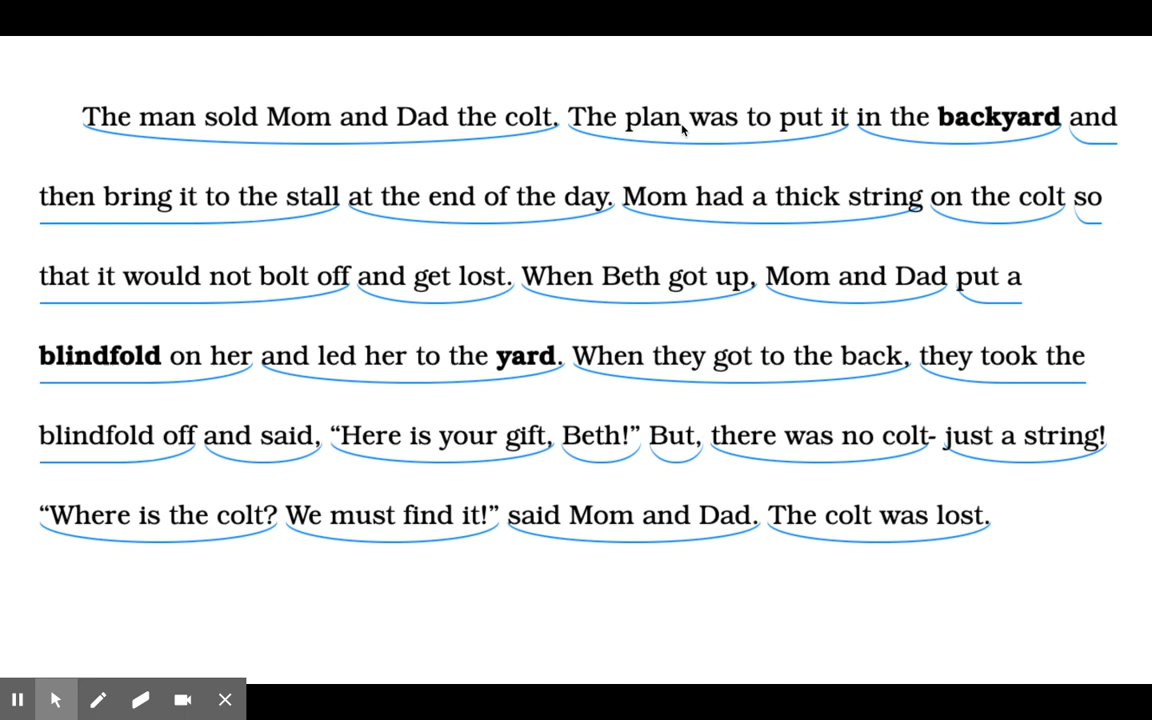 The man sold Mom and Dad the colt. The plan was to put it in the backyard and
then bring it to the stall at the end of the day. Mom had a thick string on the colt so
that it would not bolt off and get lost. When Beth got up, Mom and Dad put a
blindfold on her and led her to the yard. When they got to the back, they took the
blindfold off and said, “Here is your gift, Beth!” But, there was no colt- just a string!
“Where is the colt? We must find it!” said Mom and Dad. The colt was lost.